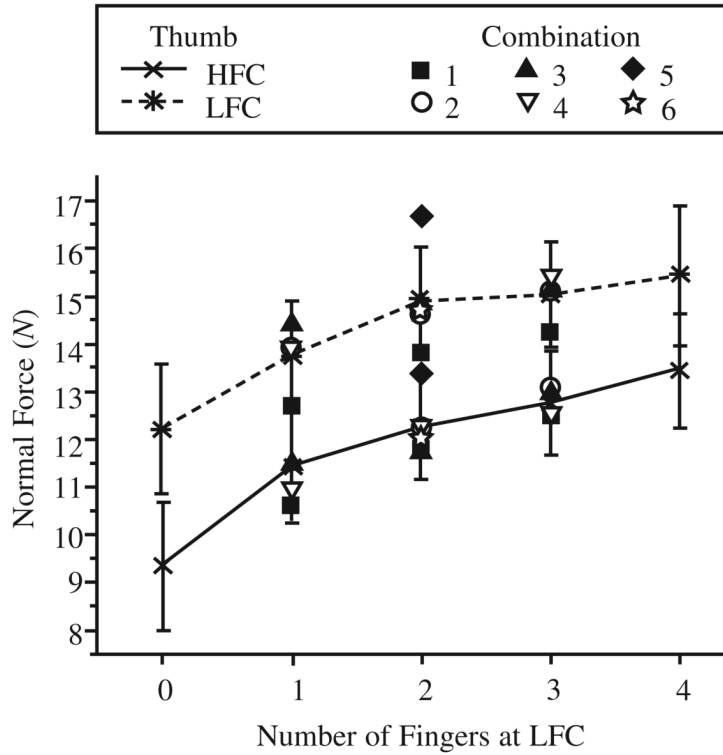 Thumb
HFC
LFC
Combination
1 3 5
2 4 6
Normal Force (N)
17
16
15
14
13
12
11
10
9
8
0 1 2 3 4
Number of Fingers at LFC